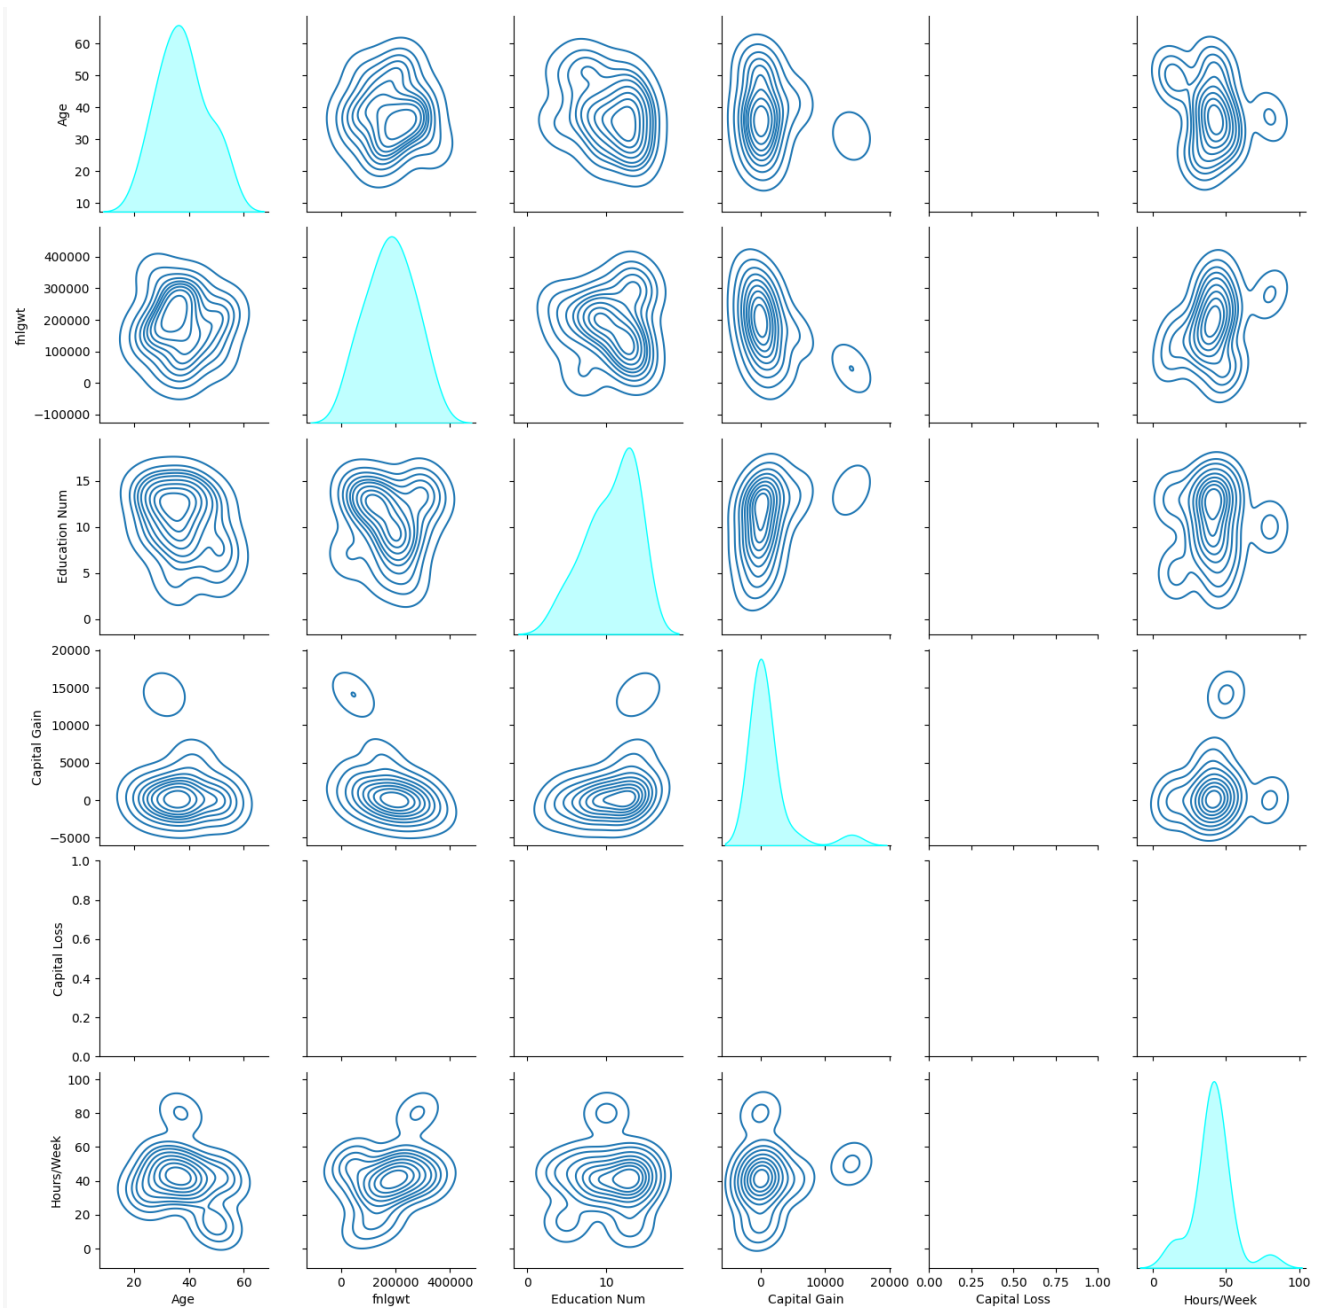 60
50
40
30
20
10
Age
400000
300000
200000
100000
0
−100000
fnlgwt
15
10
5
0
Education Num
20000
15000
10000
5000
0
−5000
Capital Gain
1.0
0.8
0.6
0.4
0.2
0.0
Capital Loss
100
80
60
40
20
0
Hours/Week
20 40 60
0 200000 400000
0 10
0 10000 20000
0.00 0.25 0.50 0.75 1.00
0 50 100
Age
fnlgwt
Education Num
Capital Gain
Capital Loss
Hours/Week